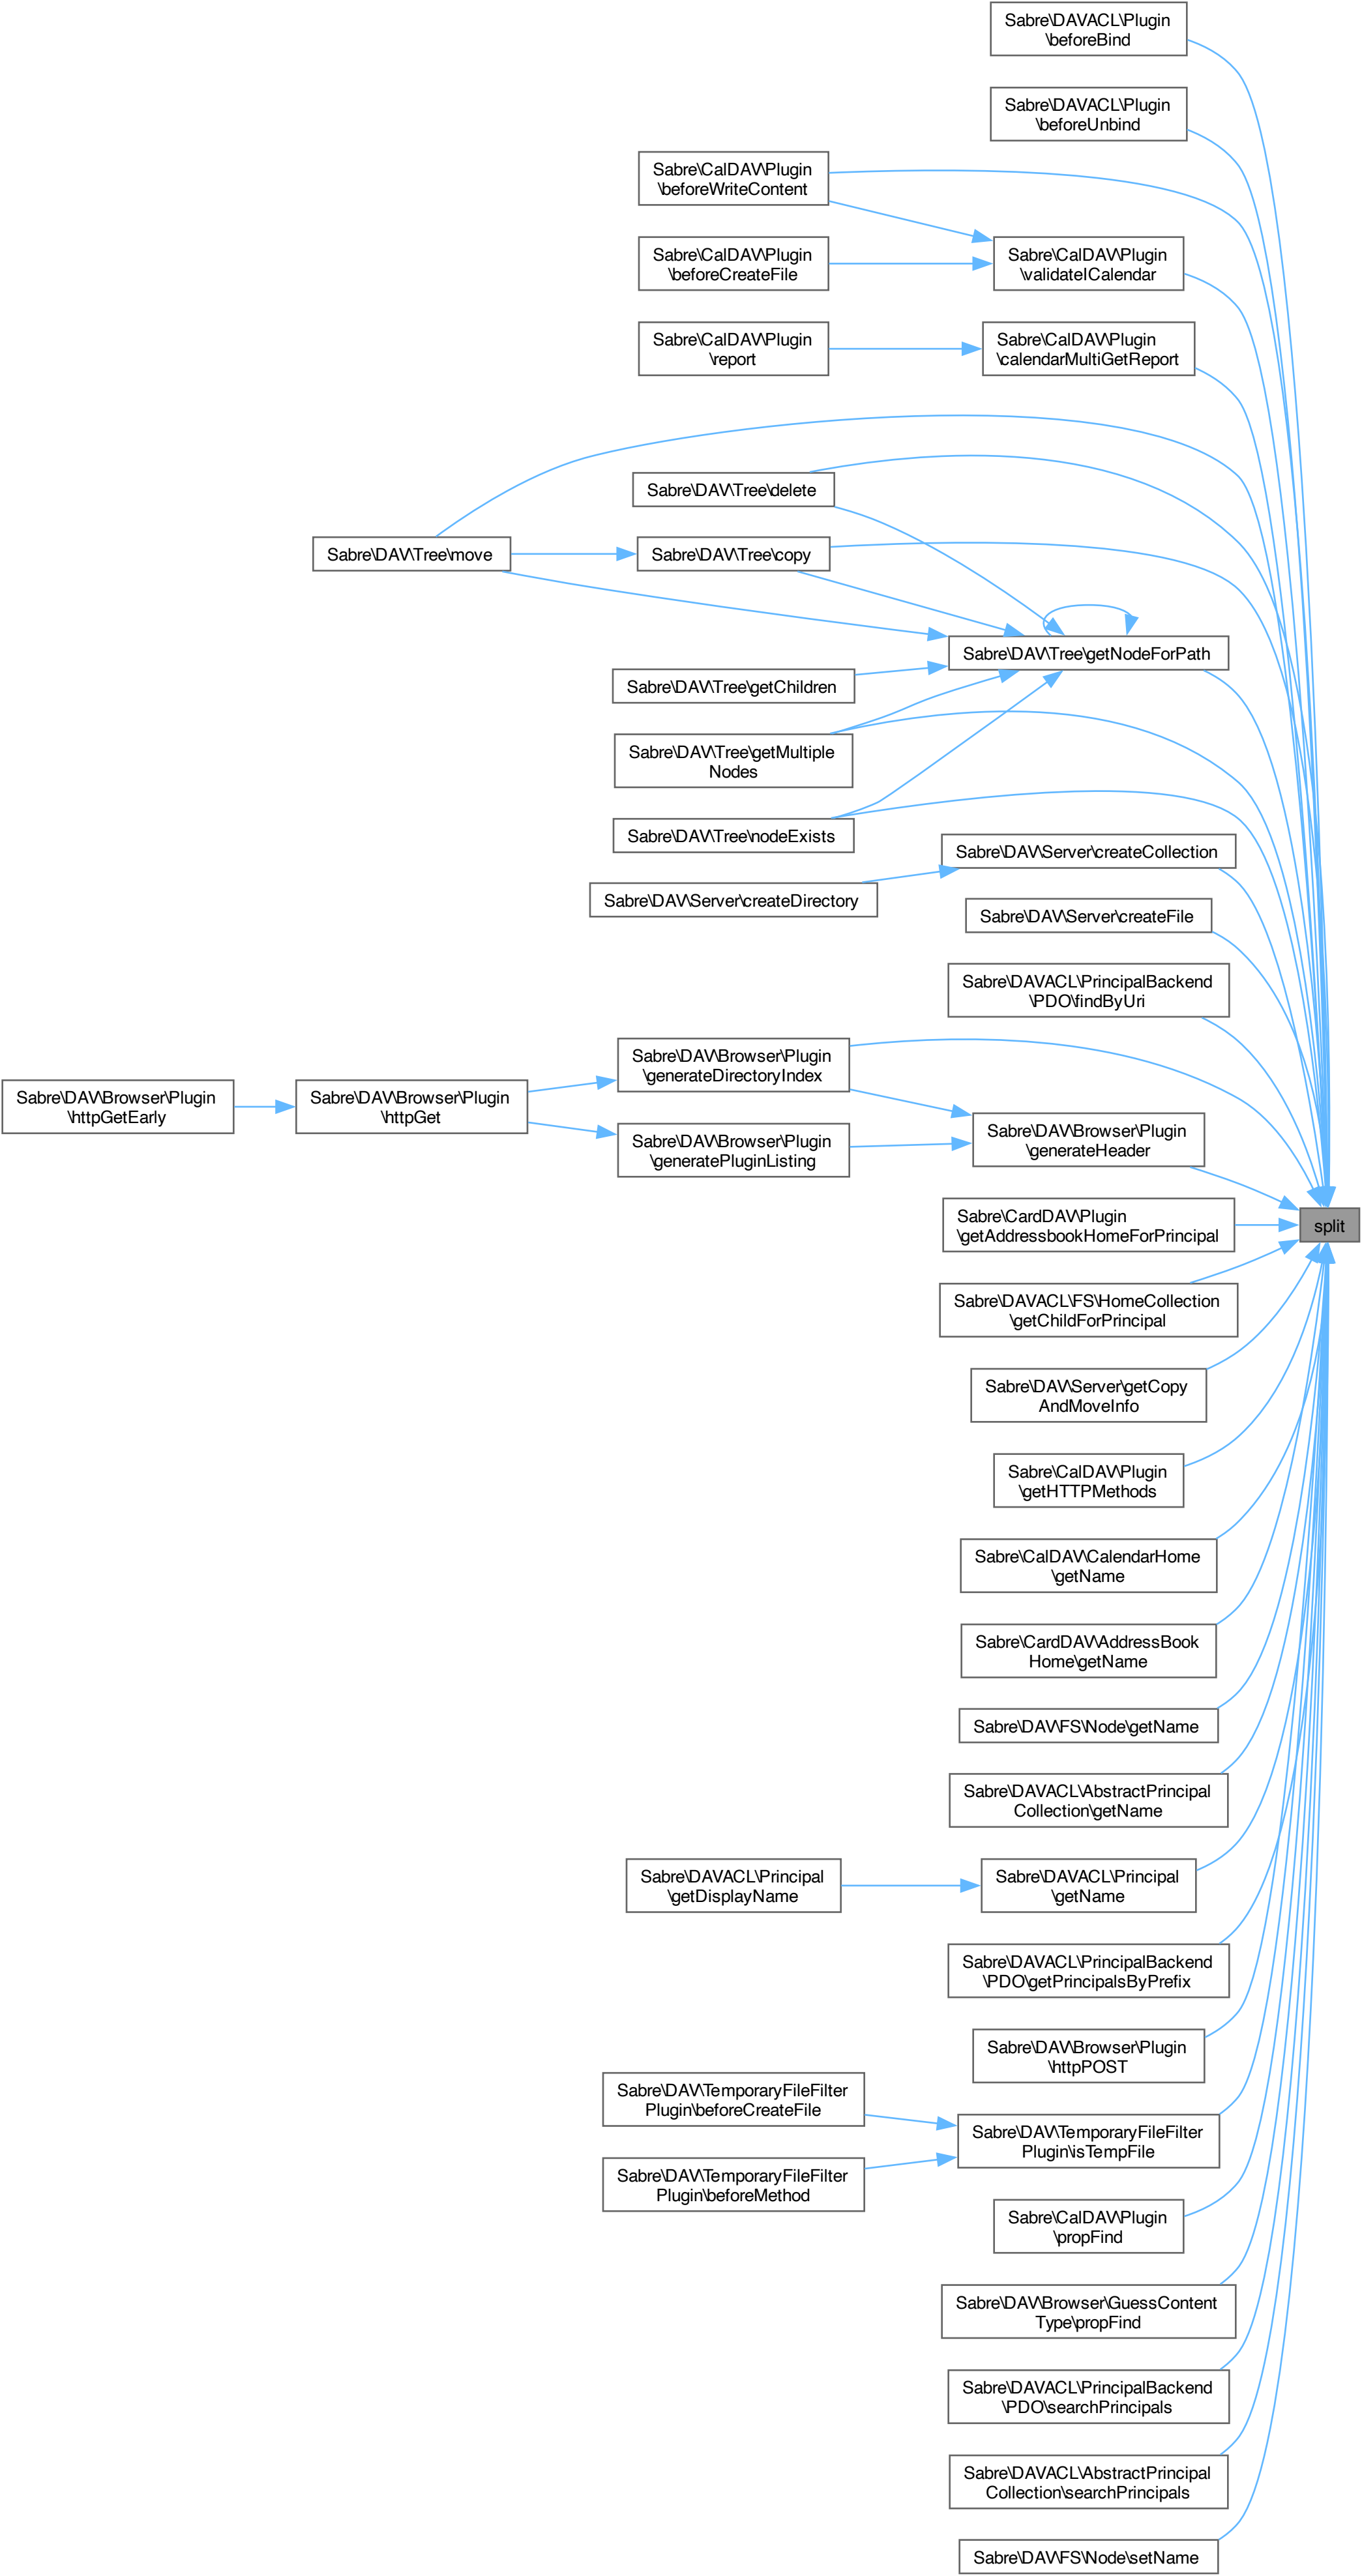 Sabre\DAVACL\Plugin
\beforeBind
Sabre\DAVACL\Plugin
\beforeUnbind
Sabre\CalDAV\Plugin
\beforeWriteContent
Sabre\CalDAV\Plugin
\beforeCreateFile
Sabre\CalDAV\Plugin
\validateICalendar
Sabre\CalDAV\Plugin
\report
Sabre\CalDAV\Plugin
\calendarMultiGetReport
Sabre\DAV\Tree\delete
Sabre\DAV\Tree\move
Sabre\DAV\Tree\copy
Sabre\DAV\Tree\getNodeForPath
Sabre\DAV\Tree\getChildren
Sabre\DAV\Tree\getMultiple
Nodes
Sabre\DAV\Tree\nodeExists
Sabre\DAV\Server\createCollection
Sabre\DAV\Server\createDirectory
Sabre\DAV\Server\createFile
Sabre\DAVACL\PrincipalBackend
\PDO\findByUri
Sabre\DAV\Browser\Plugin
\generateDirectoryIndex
Sabre\DAV\Browser\Plugin
\httpGetEarly
Sabre\DAV\Browser\Plugin
\httpGet
Sabre\DAV\Browser\Plugin
\generatePluginListing
Sabre\DAV\Browser\Plugin
\generateHeader
split
Sabre\CardDAV\Plugin
\getAddressbookHomeForPrincipal
Sabre\DAVACL\FS\HomeCollection
\getChildForPrincipal
Sabre\DAV\Server\getCopy
AndMoveInfo
Sabre\CalDAV\Plugin
\getHTTPMethods
Sabre\CalDAV\CalendarHome
\getName
Sabre\CardDAV\AddressBook
Home\getName
Sabre\DAV\FS\Node\getName
Sabre\DAVACL\AbstractPrincipal
Collection\getName
Sabre\DAVACL\Principal
\getDisplayName
Sabre\DAVACL\Principal
\getName
Sabre\DAVACL\PrincipalBackend
\PDO\getPrincipalsByPrefix
Sabre\DAV\Browser\Plugin
\httpPOST
Sabre\DAV\TemporaryFileFilter
Plugin\beforeCreateFile
Sabre\DAV\TemporaryFileFilter
Plugin\isTempFile
Sabre\DAV\TemporaryFileFilter
Plugin\beforeMethod
Sabre\CalDAV\Plugin
\propFind
Sabre\DAV\Browser\GuessContent
Type\propFind
Sabre\DAVACL\PrincipalBackend
\PDO\searchPrincipals
Sabre\DAVACL\AbstractPrincipal
Collection\searchPrincipals
Sabre\DAV\FS\Node\setName